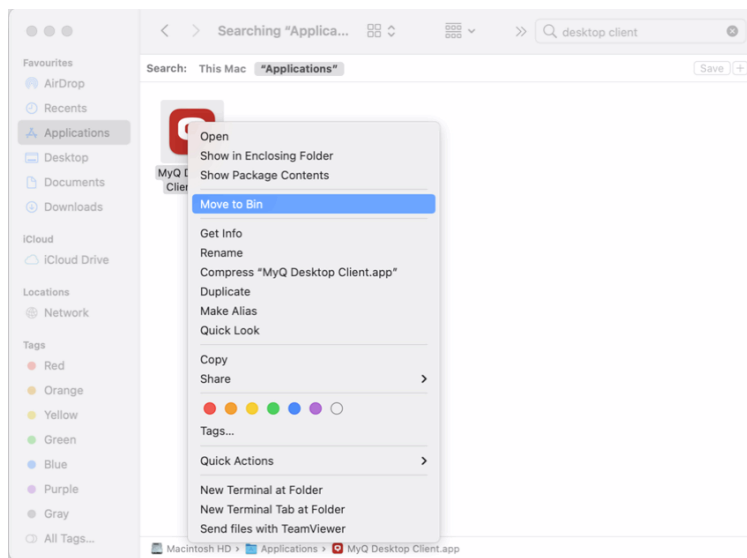 Searching “Applica...
desktop client
Favourites
AirDrop
Recents
Applications
Desktop
Documents
Downloads
iCloud
iCloud Drive
Locations
Network
Tags
Red
Orange
Yellow
Green
Blue
Purple
Gray
All Tags...
Search: This Mac “Applications” Save +
MyQ
Clie
Open
Show in Enclosing Folder
Show Package Contents
Move to Bin
Get Info
Rename
Compress “MyQ Desktop Client.app”
Duplicate
Make Alias
Quick Look
Copy
Share
Tags...
Quick Actions
New Terminal at Folder
New Terminal Tab at Folder
Send files with TeamViewer
Macintosh HD › Applications › MyQ Desktop Client.app